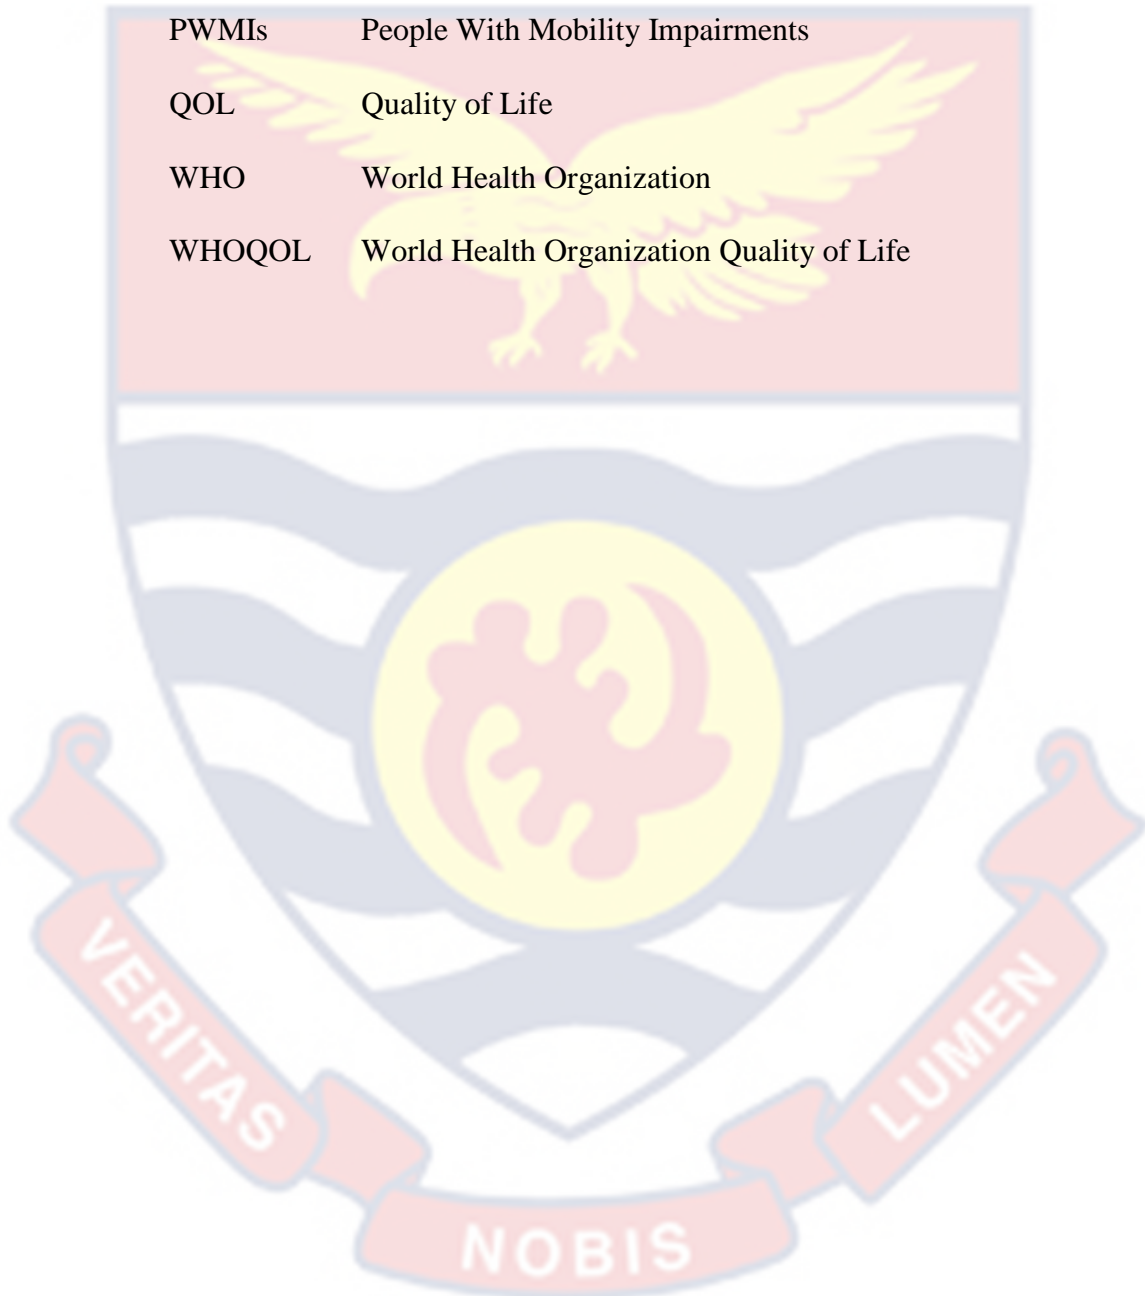 PWMIs People With Mobility Impairments
QOL Quality of Life
WHO World Health Organization
WHOQOL World Health Organization Quality of Life
VERITAS
NOBIS
LUMEN